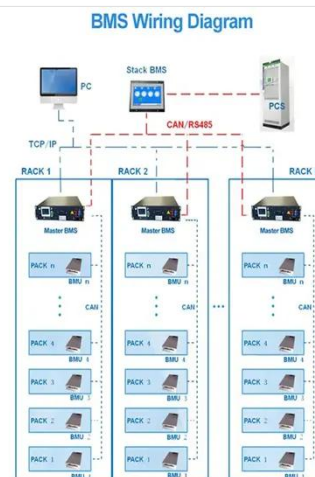 BMS Wiring Diagram
PC
Stack BMS
PCS
CAN/RS485
TCP/IP
RACK 1
RACK 2
RACK
Master BMS
Master BMS
Master BMS
PACK n
BMU n
PACK n
BMU n
PACK n
BMU n
CAN
CAN
CAN
PACK 4
BMU 4
PACK 4
BMU 4
PACK 4
BMU 4
PACK 3
BMU 3
PACK 3
BMU 3
PACK 3
BMU 3
PACK 2
BMU 2
PACK 2
BMU 2
PACK 2
BMU 2
PACK 1
PACK 1
PACK 1